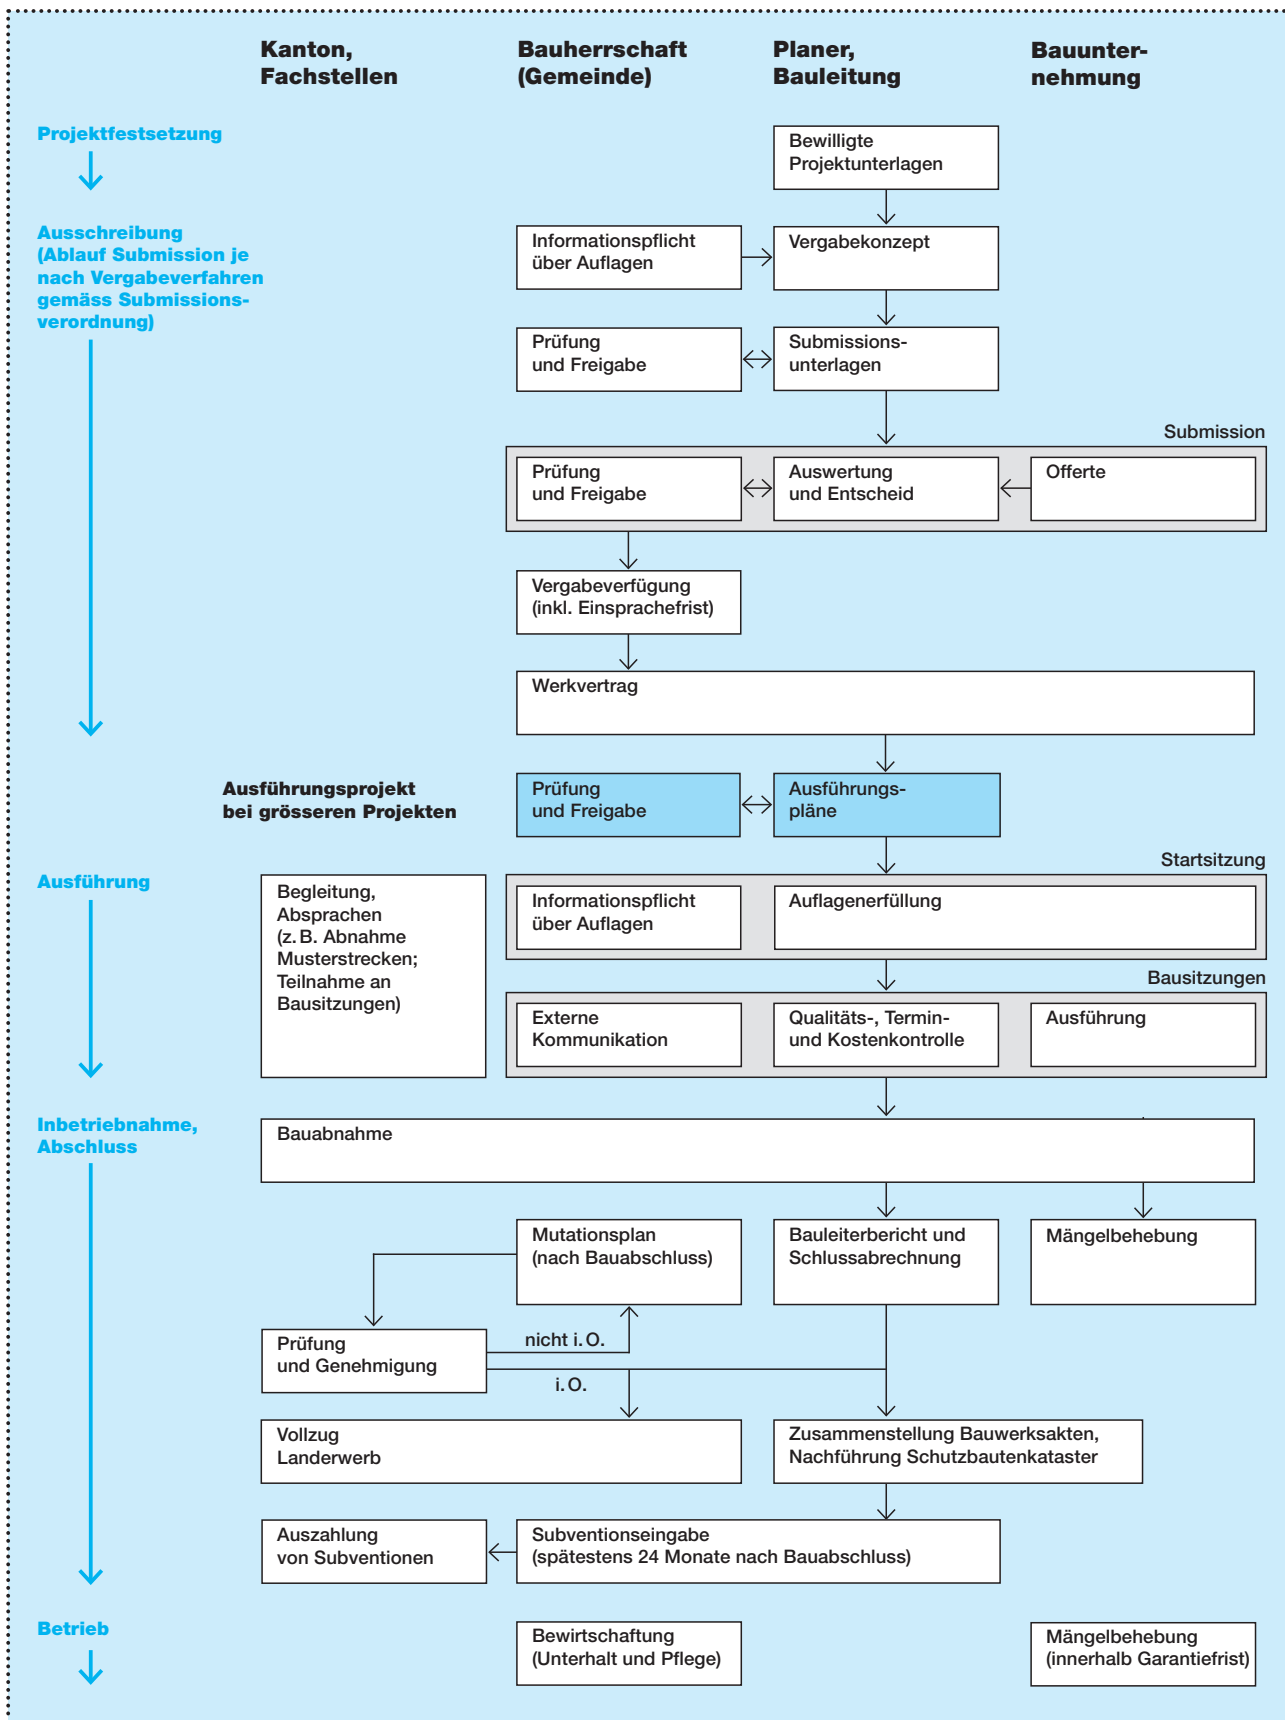 Kanton,
Fachstellen
Bauherrschaft
(Gemeinde)
Planer,
Bauleitung
Bauunter-
nehmung
Projektfestsetzung
Bewilligte
Projektunterlagen
Ausschreibung
(Ablauf Submission je
nach Vergabeverfahren
gemäss Submissions-
verordnung)
Informationspflicht
über Auflagen
Vergabekonzept
Prüfung
und Freigabe
Submissions-
unterlagen
Submission
Prüfung
und Freigabe
Auswertung
und Entscheid
Offerte
Vergabeverfügung
(inkl. Einsprachefrist)
Werkvertrag
Ausführungsprojekt
bei grösseren Projekten
Prüfung
und Freigabe
Ausführungs-
pläne
Startsitzung
Ausführung
Begleitung,
Absprachen
(z. B. Abnahme
Musterstrecken;
Teilnahme an
Bausitzungen)
Informationspflicht
über Auflagen
Auflagenerfüllung
Bausitzungen
Externe
Kommunikation
Qualitäts-, Termin-
und Kostenkontrolle
Ausführung
Inbetriebnahme,
Abschluss
Bauabnahme
Mutationsplan
(nach Bauabschluss)
Bauleiterbericht und
Schlussabrechnung
Mängelbehebung
Prüfung
und Genehmigung
nicht i. O.
i. O.
Vollzug
Landerwerb
Zusammenstellung Bauwerksakten,
Nachführung Schutzbautenkataster
Auszahlung
von Subventionen
Subventionseingabe
(spätestens 24 Monate nach Bauabschluss)
Betrieb
Bewirtschaftung
(Unterhalt und Pflege)
Mängelbehebung
(innerhalb Garantiefrist)